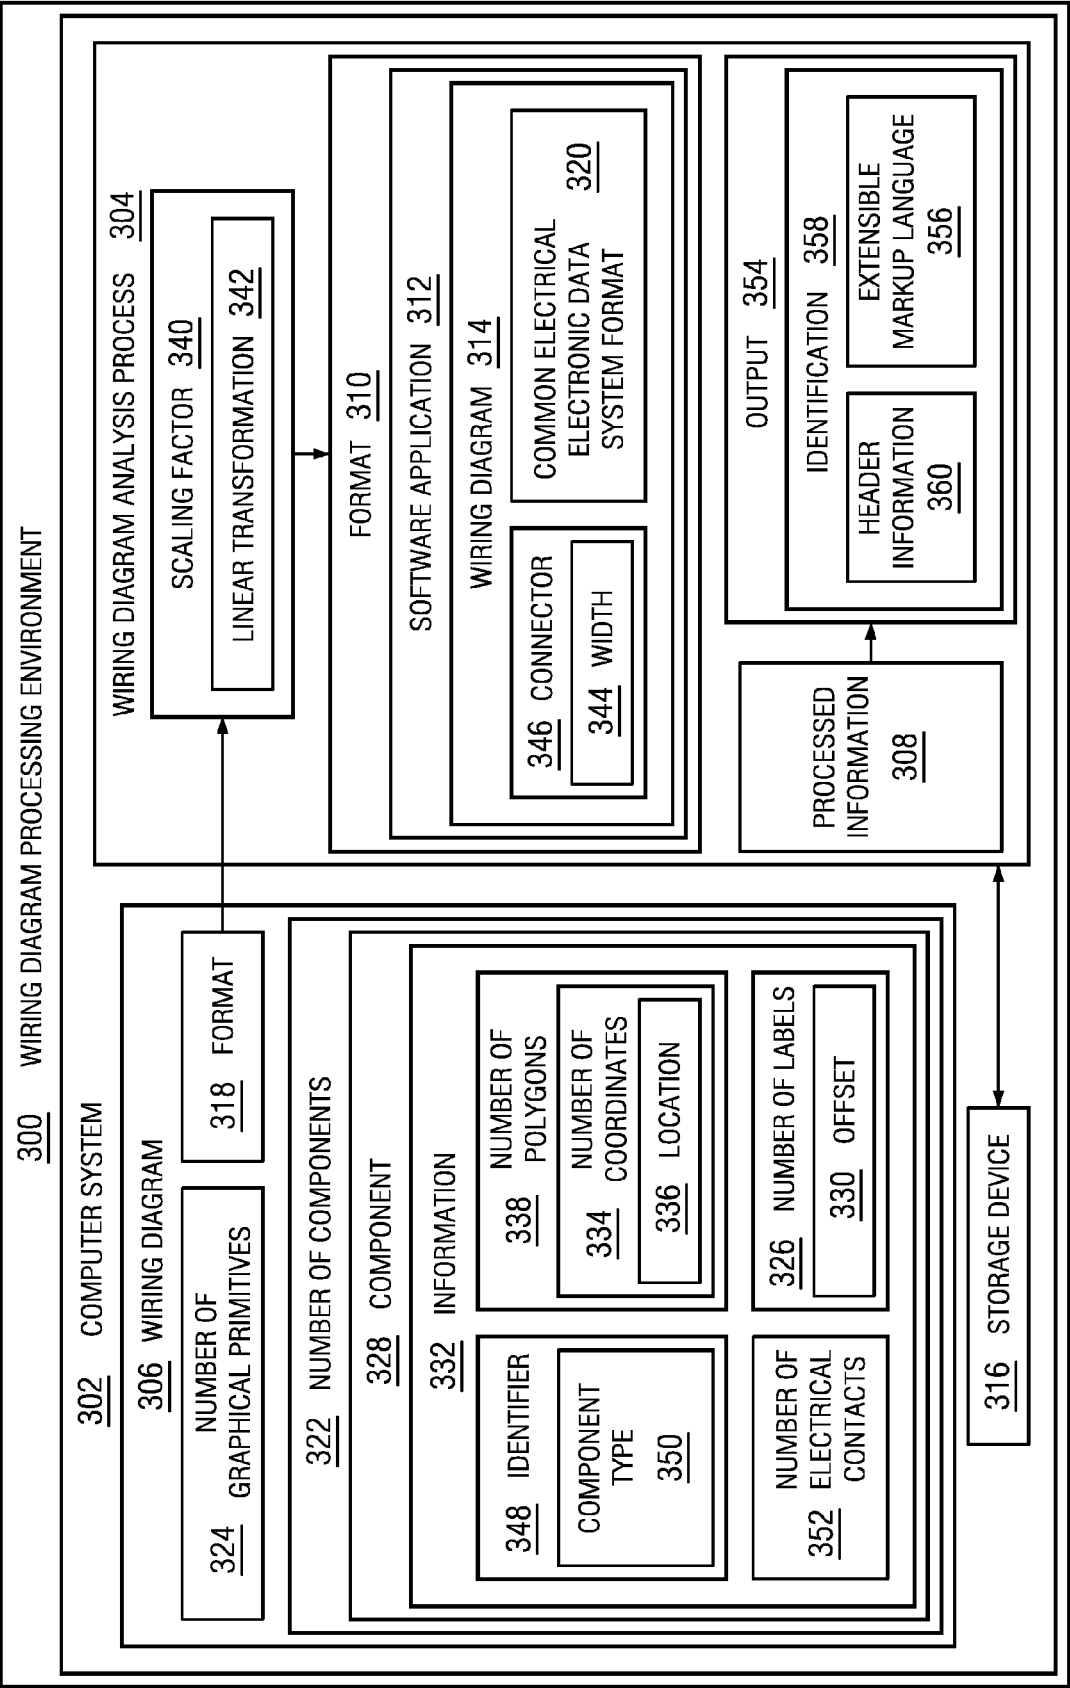 300 WIRING DIAGRAM PROCESSING ENVIRONMENT
302 COMPUTER SYSTEM
306 WIRING DIAGRAM
NUMBER OF
GRAPHICAL PRIMITIVES
324
318 FORMAT
NUMBER OF COMPONENTS
322
COMPONENT
328
INFORMATION
332
348 IDENTIFIER
COMPONENT
TYPE
350
NUMBER OF
POLYGONS
338
NUMBER OF
COORDINATES
334
336 LOCATION
NUMBER OF
ELECTRICAL
CONTACTS
352
NUMBER OF LABELS
326
330 OFFSET
316 STORAGE DEVICE
WIRING DIAGRAM ANALYSIS PROCESS 304
SCALING FACTOR 340
LINEAR TRANSFORMATION 342
FORMAT 310
SOFTWARE APPLICATION 312
WIRING DIAGRAM 314
346 CONNECTOR
344 WIDTH
COMMON ELECTRICAL
ELECTRONIC DATA
SYSTEM FORMAT
320
PROCESSED
INFORMATION
308
OUTPUT 354
IDENTIFICATION 358
HEADER
INFORMATION
360
EXTENSIBLE
MARKUP LANGUAGE
356